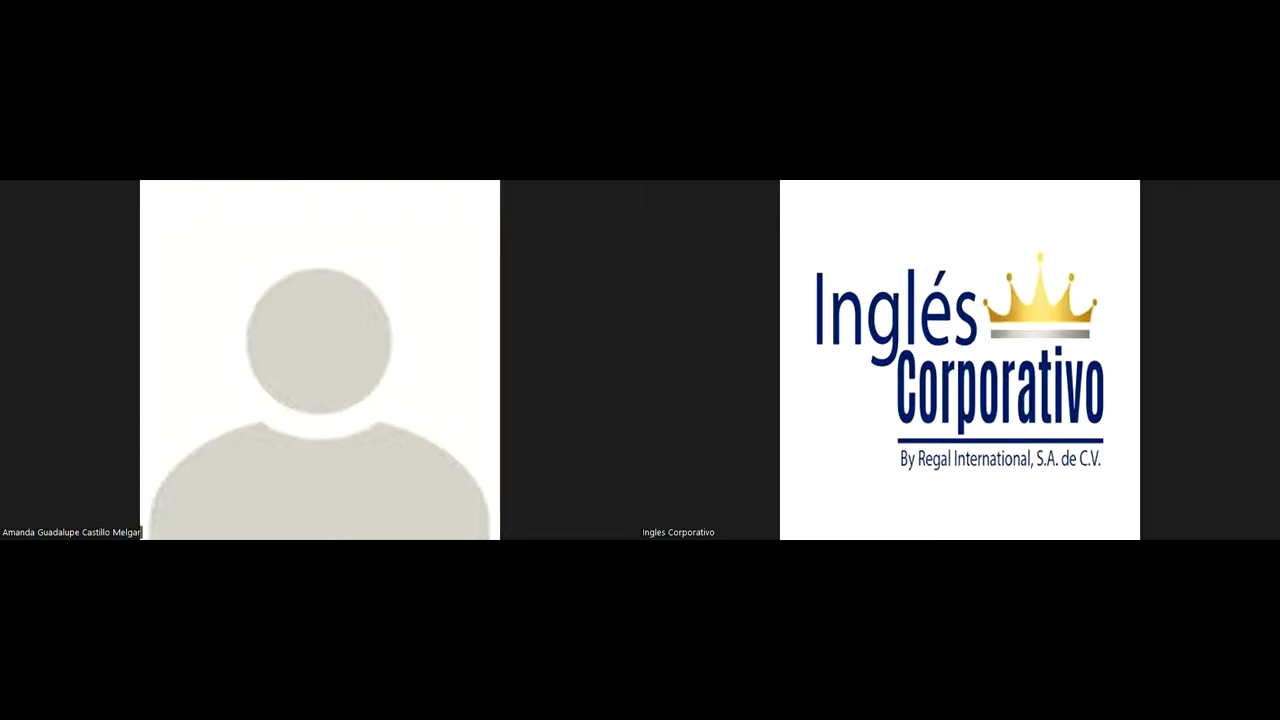 Inglés
Corporativo
By Regal International, S.A. de C.V.
Amanda Guadalupe Castillo Melgar
Ingles Corporativo